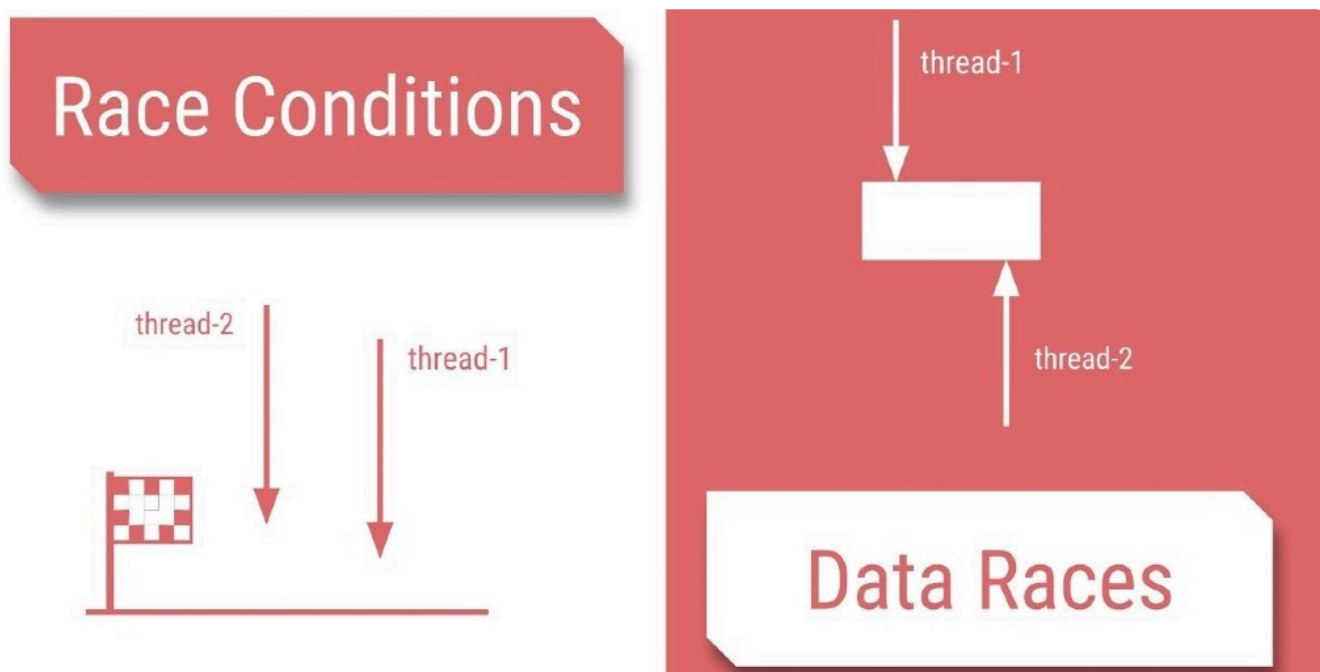 Race Conditions
thread-2
thread-1
thread-1
thread-2
Data Races